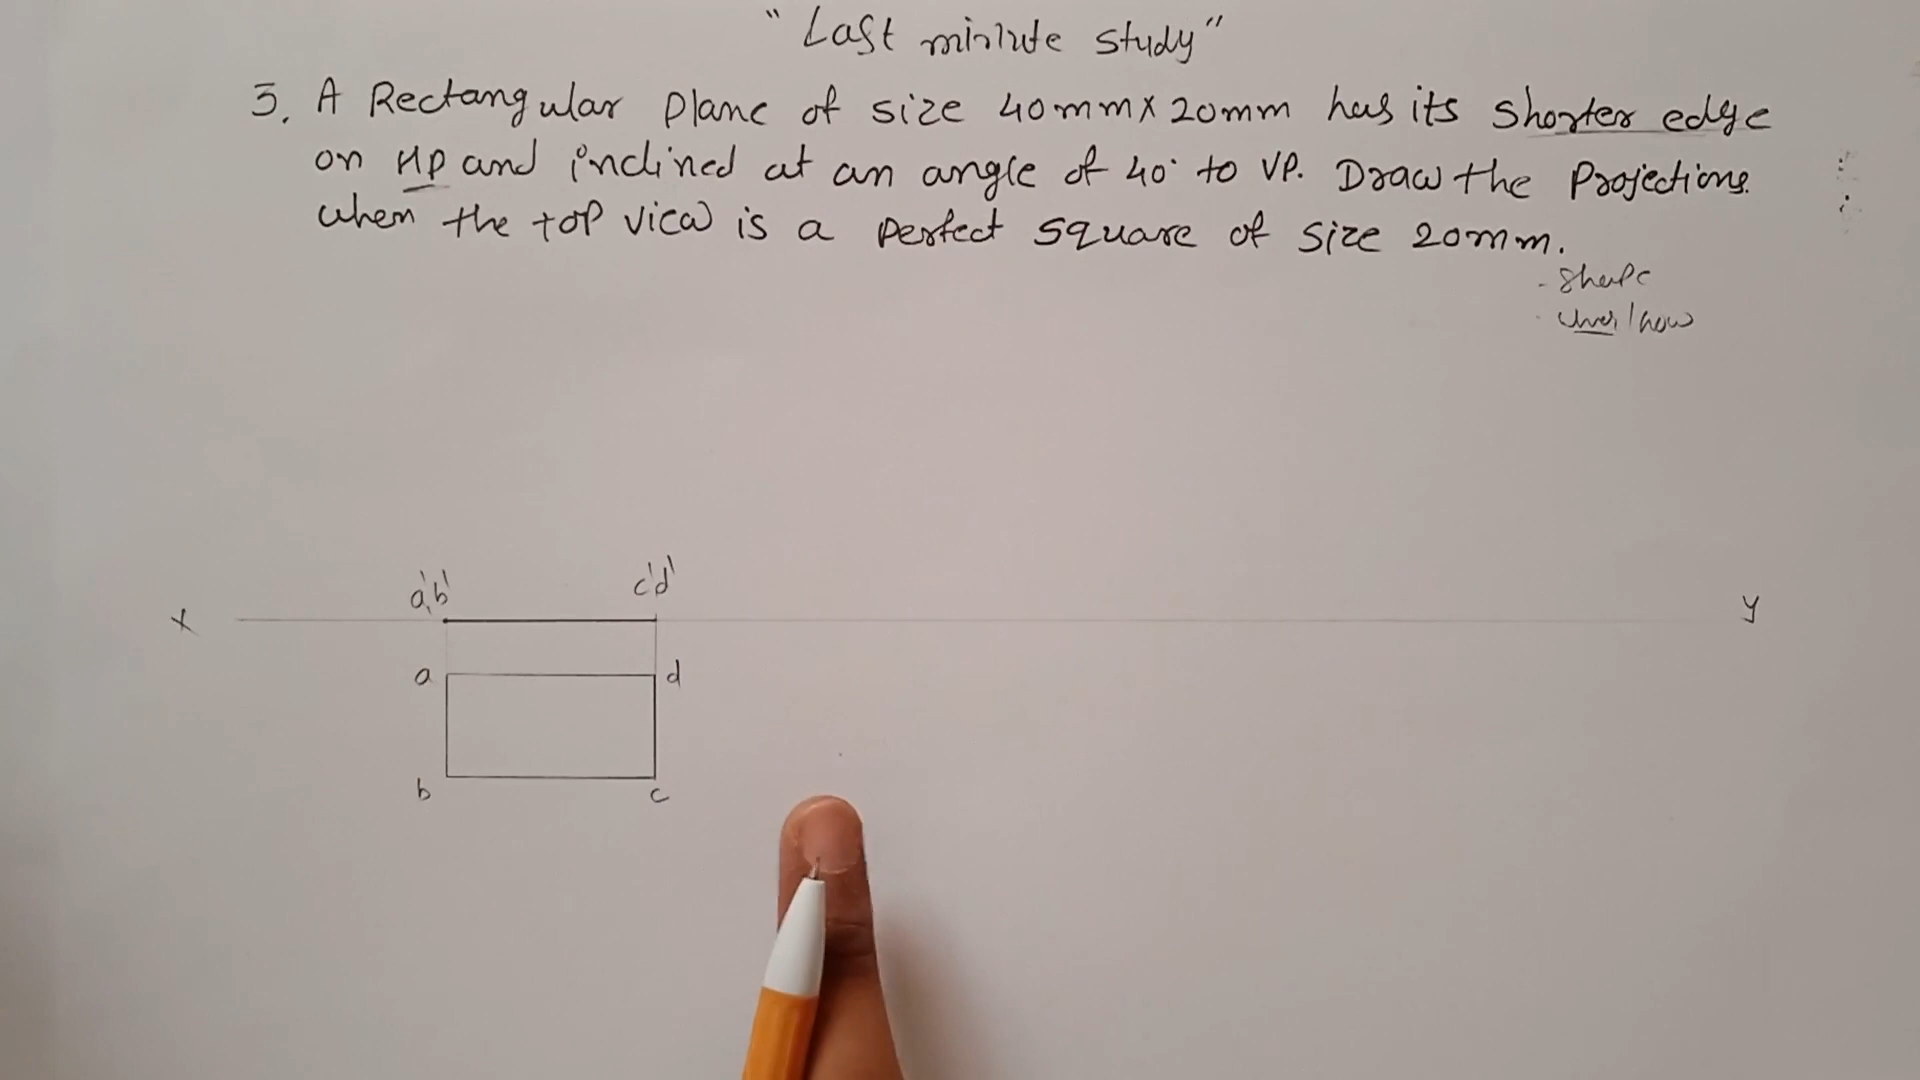 "Last minute study"
3. A Rectangular plane of size 40mm x 20mm has its shorter edge
on HP and inclined at an angle of 40° to VP. Draw the Projections.
when the top view is a perfect square of size 20mm.
- shape
a'b' c'd'
x y
a d
b c